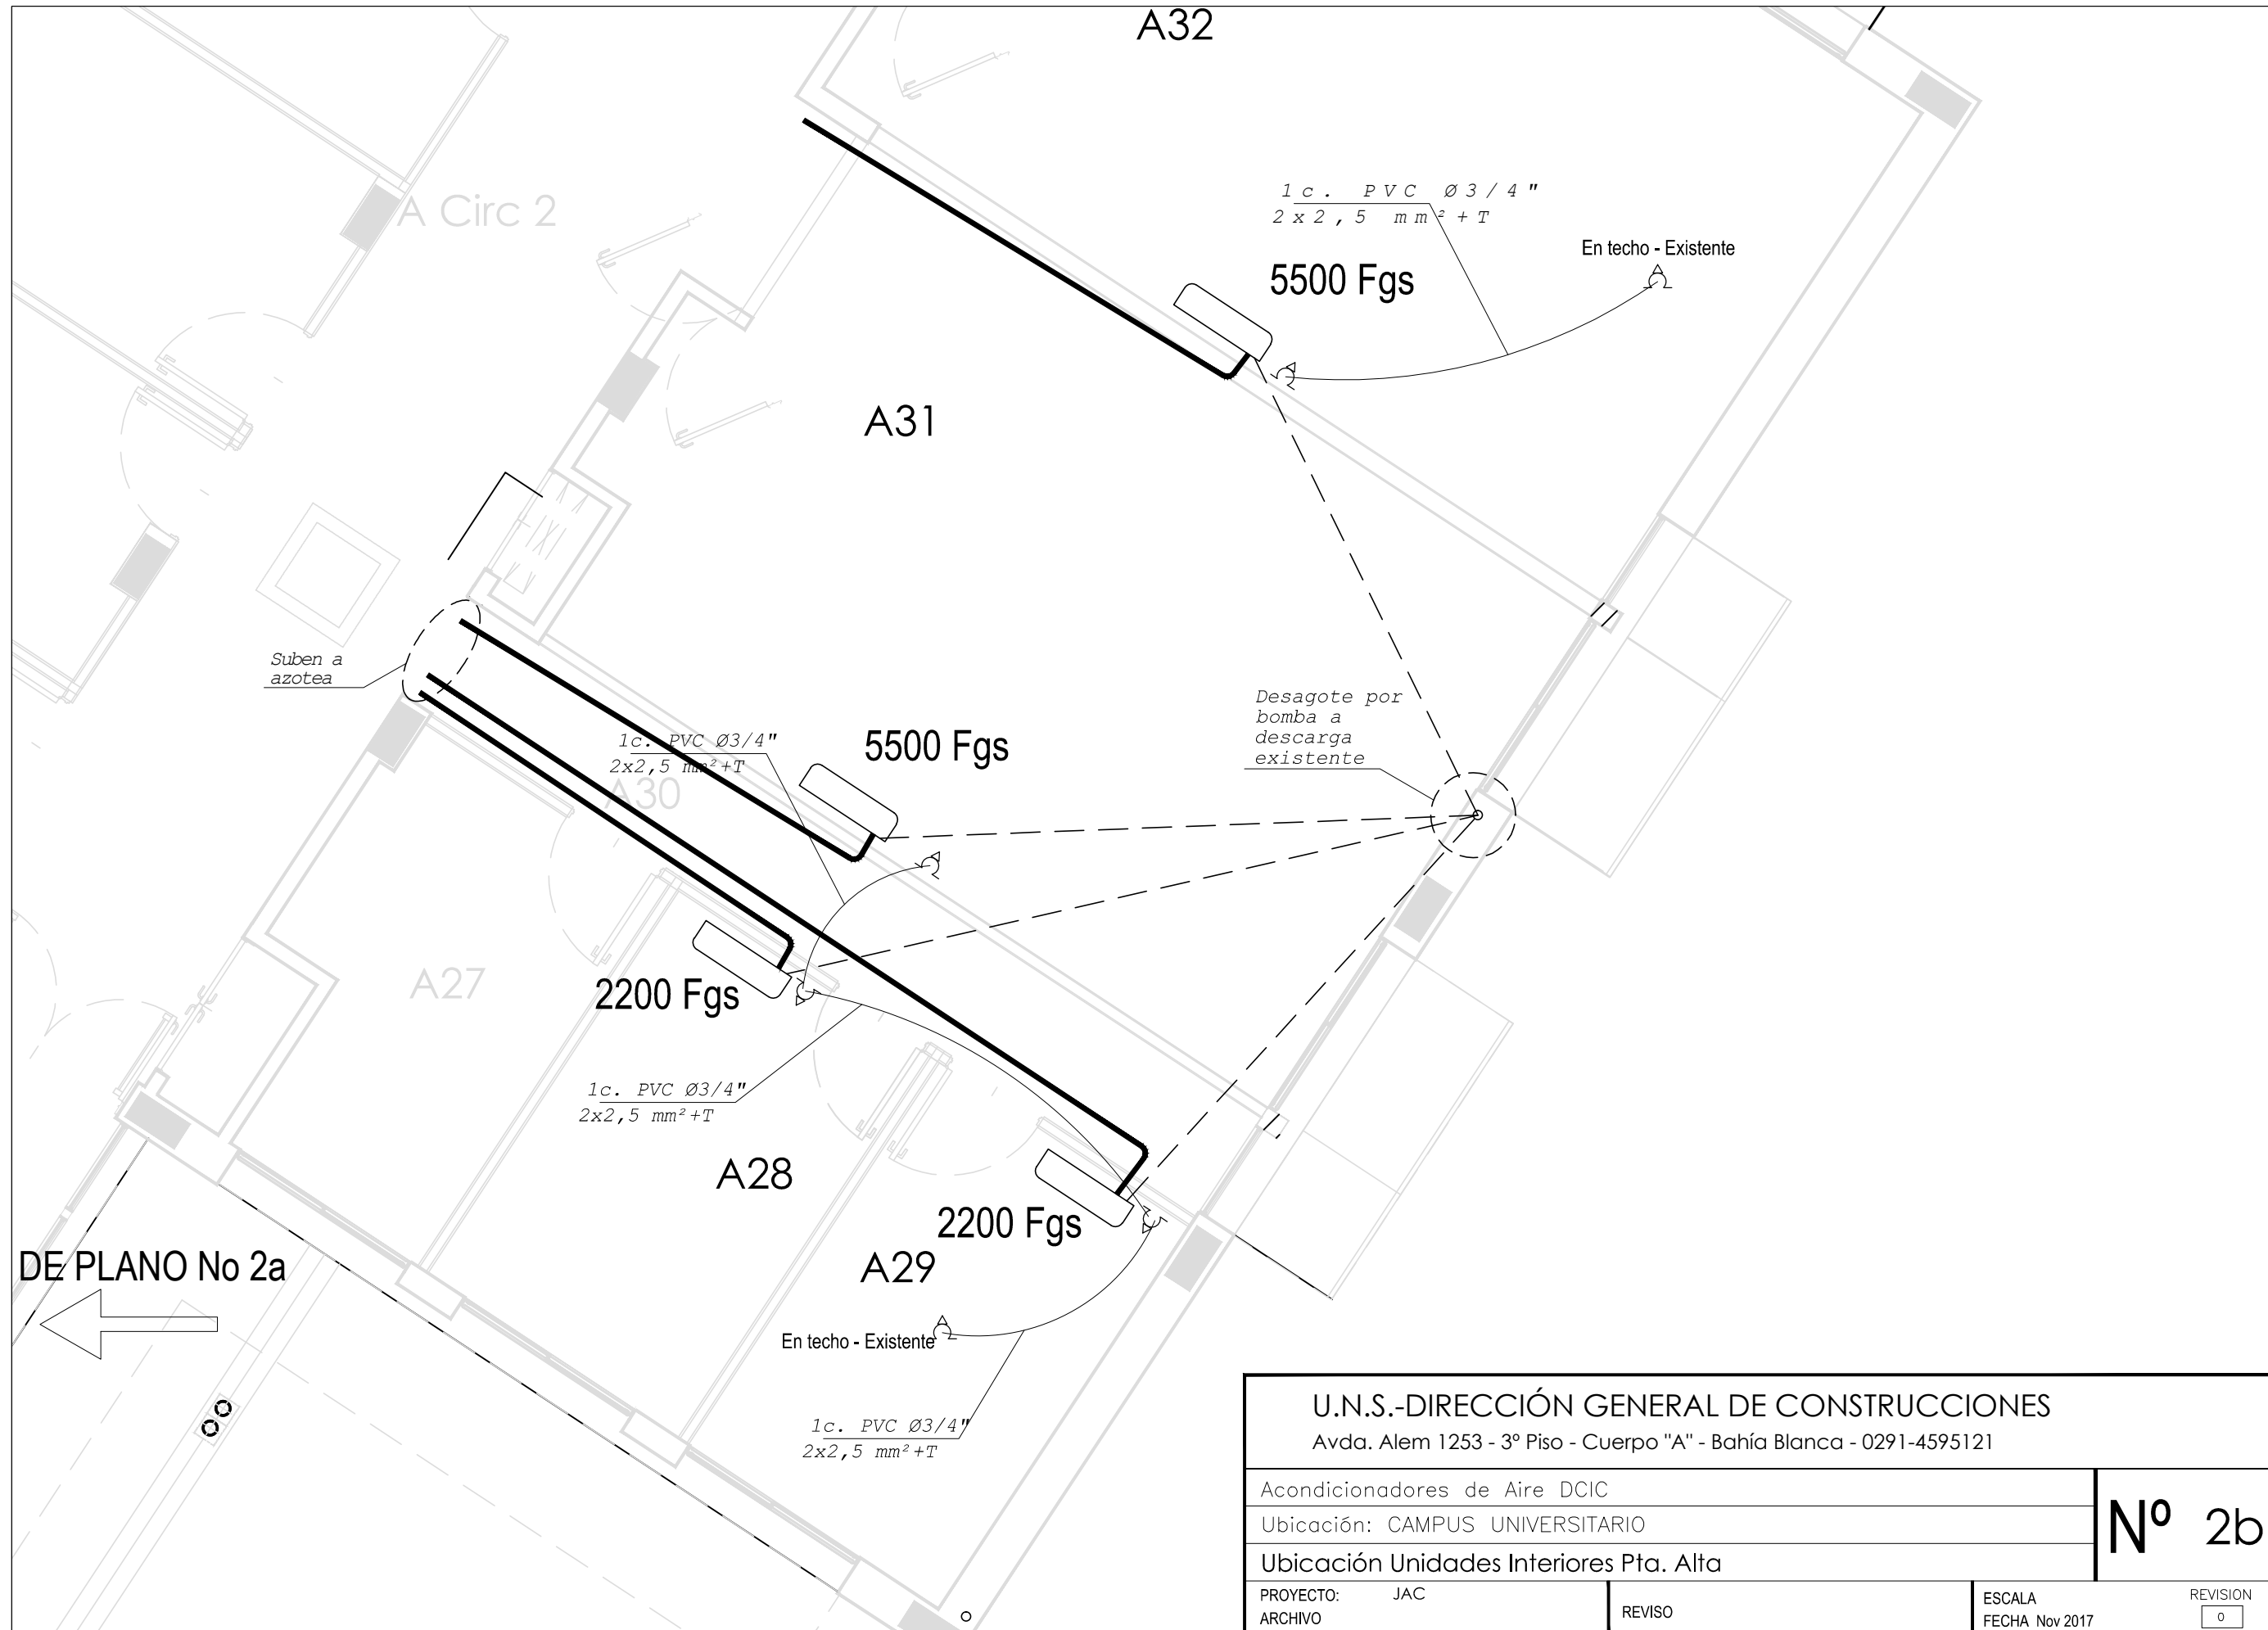 A32
A Circ 2
1c. PVC Ø3/4"
2x2,5 mm²+T
En techo - Existente
5500 Fgs
A31
Suben a
azotea
Desagote por
bomba a
descarga
existente
1c. PVC Ø3/4"
2x2,5 mm²+T
5500 Fgs
A30
A27
2200 Fgs
1c. PVC Ø3/4"
2x2,5 mm²+T
A28
2200 Fgs
A29
DE PLANO No 2a
En techo - Existente
1c. PVC Ø3/4"
2x2,5 mm²+T
U.N.S.-DIRECCIÓN GENERAL DE CONSTRUCCIONES
Avda. Alem 1253 - 3º Piso - Cuerpo "A" - Bahía Blanca - 0291-4595121
Acondicionadores de Aire DCIC
Ubicación: CAMPUS UNIVERSITARIO
Ubicación Unidades Interiores Pta. Alta
Nº 2b
PROYECTO: JAC
ARCHIVO
REVISO
ESCALA
FECHA Nov 2017
REVISION
0